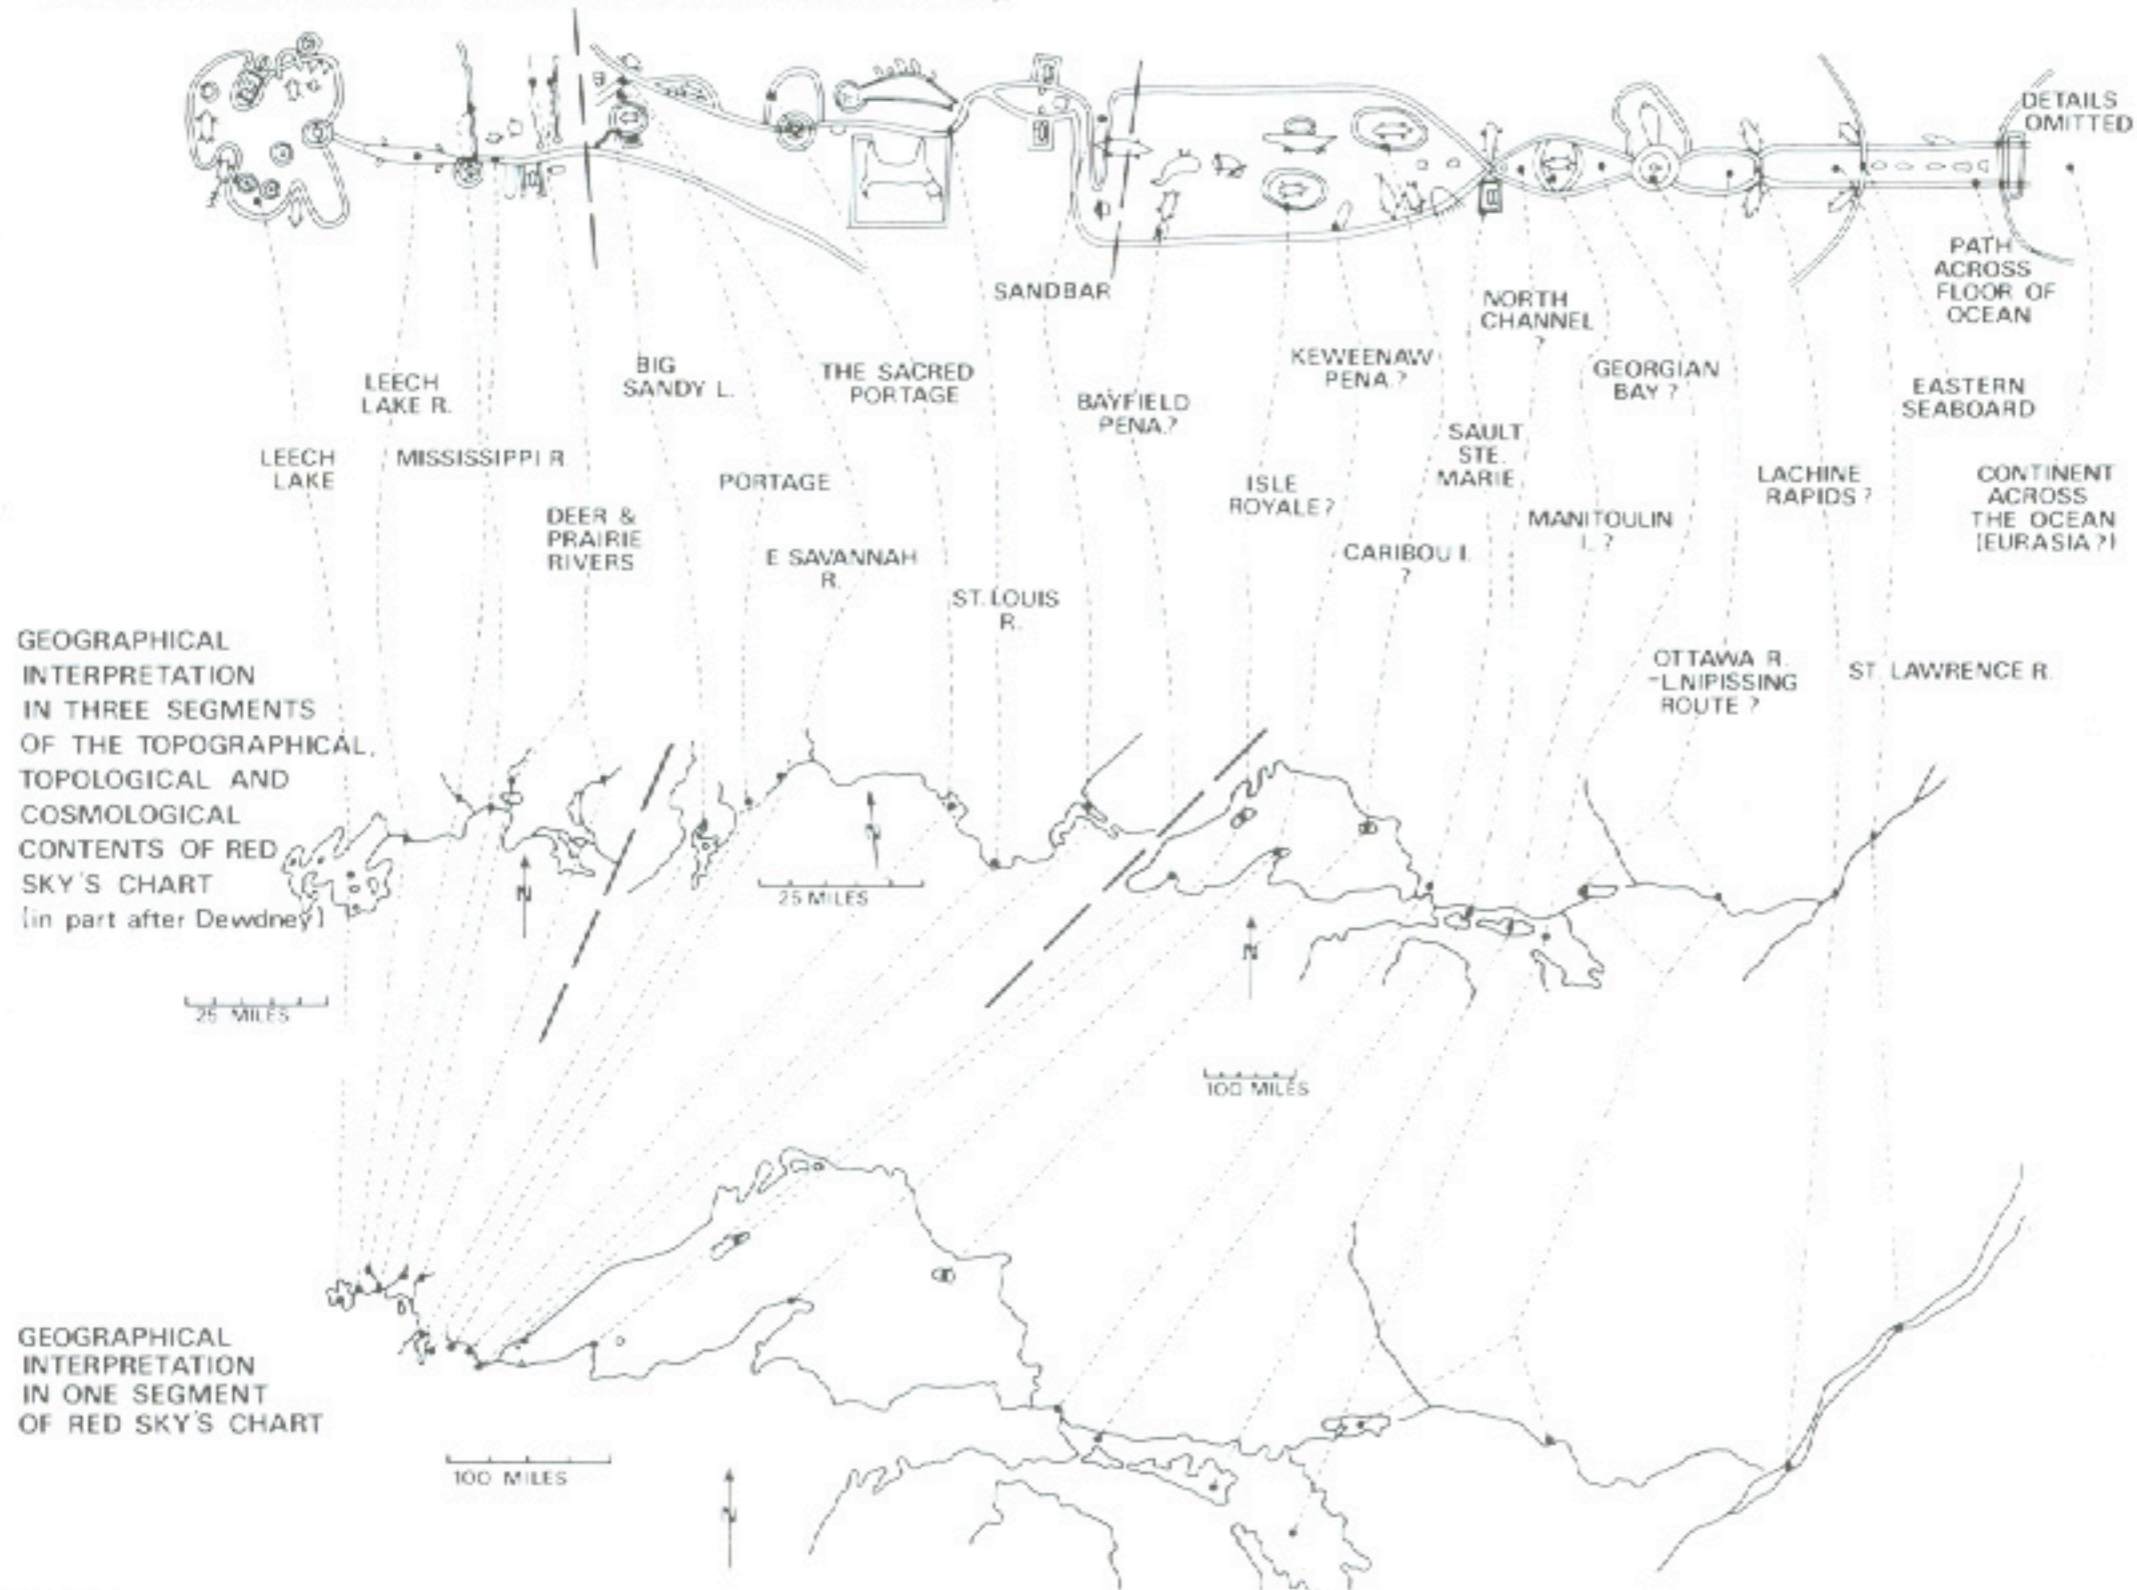 DETAILS
OMITTED
PATH
ACROSS
FLOOR OF
OCEAN
SANDBAR
NORTH
CHANNEL
?
KEWEENAW
PENA ?
GEORGIAN
BAY ?
BIG
SANDY L.
THE SACRED
PORTAGE
LEECH
LAKE R.
BAYFIELD
PENA ?
EASTERN
SEABOARD
SAULT
STE.
MARIE
LEECH
LAKE
MISSISSIPPI R
PORTAGE
ISLE
ROYALE ?
LACHINE
RAPIDS ?
CONTINENT
ACROSS
THE OCEAN
(EURASIA ?)
DEER &
PRAIRIE
RIVERS
MANITOULIN
I. ?
E SAVANNAH
R.
CARIBOU I.
?
ST. LOUIS
R.
OTTAWA R.
-L.NIPISSING
ROUTE ?
ST. LAWRENCE R.
GEOGRAPHICAL
INTERPRETATION
IN THREE SEGMENTS
OF THE TOPOGRAPHICAL,
TOPOLOGICAL AND
COSMOLOGICAL
CONTENTS OF RED
SKY'S CHART
(in part after Dewdney)
N
N
N
25 MILES
25 MILES
100 MILES
GEOGRAPHICAL
INTERPRETATION
IN ONE SEGMENT
OF RED SKY'S CHART
100 MILES
N